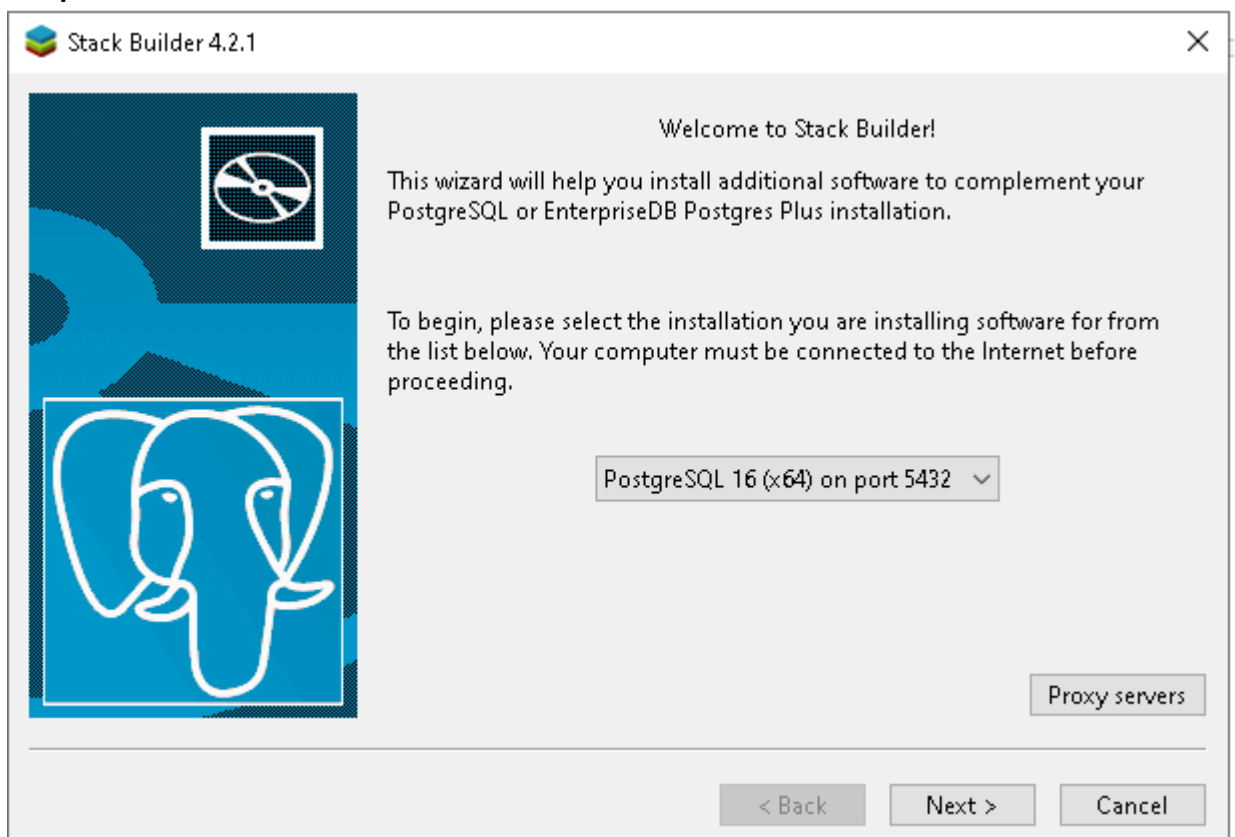 Stack Builder 4.2.1
Welcome to Stack Builder!
This wizard will help you install additional software to complement your
PostgreSQL or EnterpriseDB Postgres Plus installation.
To begin, please select the installation you are installing software for from
the list below. Your computer must be connected to the Internet before
proceeding.
PostgreSQL 16 (x64) on port 5432
Proxy servers
< Back
Next >
Cancel